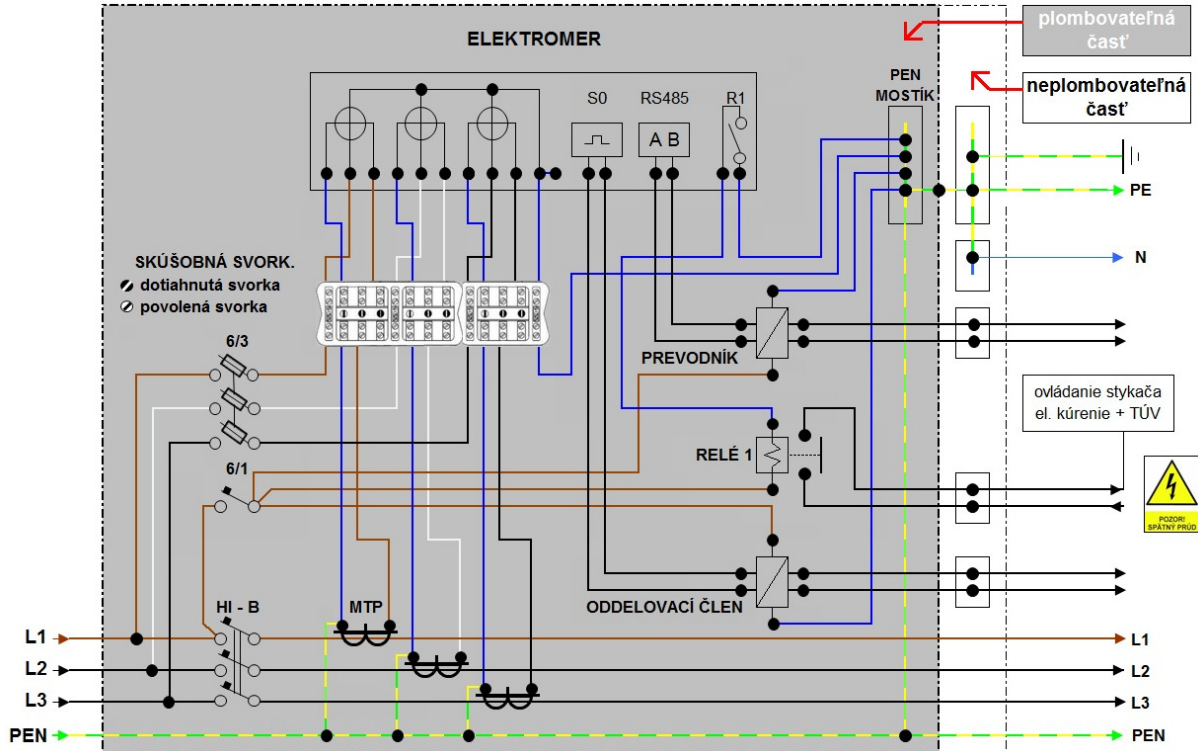 plombovateľná
časť
ELEKTROMER
neplombovateľná
časť
PEN
MOSTÍK
S0
RS485
R1
A B
PE
SKÚŠOBNÁ SVORK.
dotiahnutá svorka
povolená svorka
N
6/3
PREVODNÍK
ovládanie stykača
el. kúrenie + TÚV
RELÉ 1
6/1
POZOR!
SPÄTNÝ PRÚD
HI - B
MTP
ODDELOVACÍ ČLEN
L1
L1
L2
L2
L3
L3
PEN
PEN